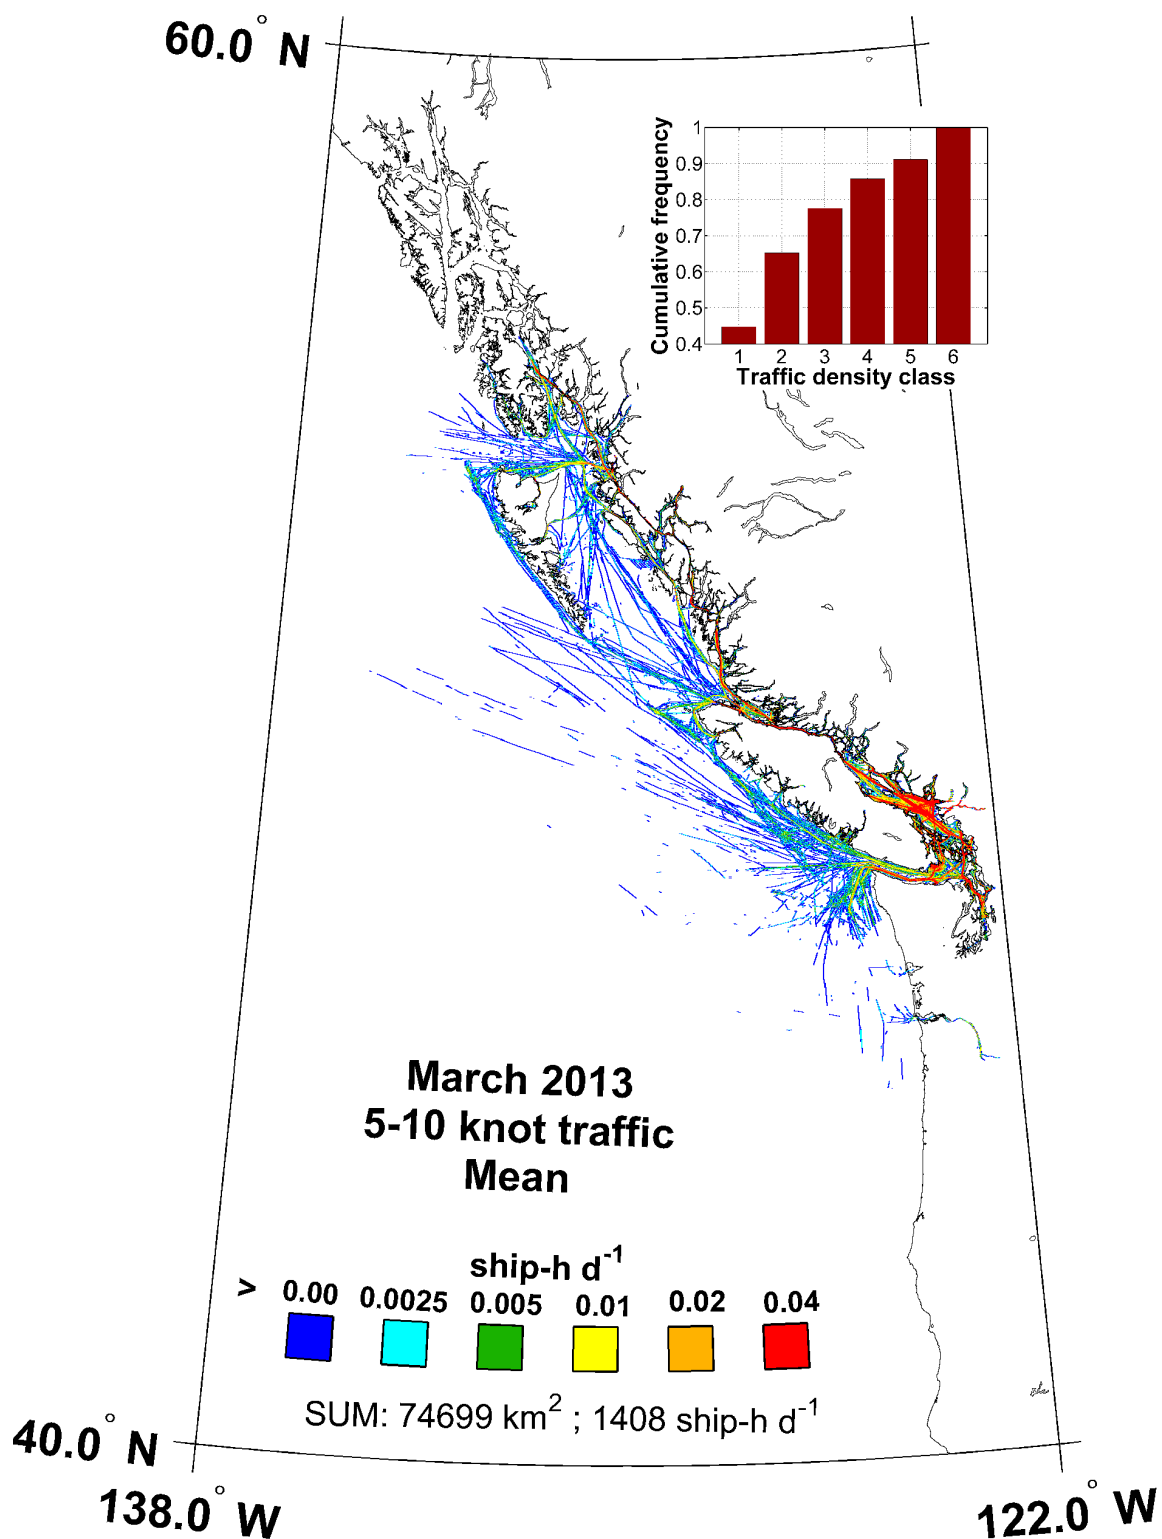 60.0° N
Cumulative frequency
1
0.9
0.8
0.7
0.6
0.5
0.4
1 2 3 4 5 6
Traffic density class
March 2013
5-10 knot traffic
Mean
ship-h d⁻¹
> 0.00 0.0025 0.005 0.01 0.02 0.04
SUM: 74699 km² ; 1408 ship-h d⁻¹
40.0° N
138.0° W
122.0° W